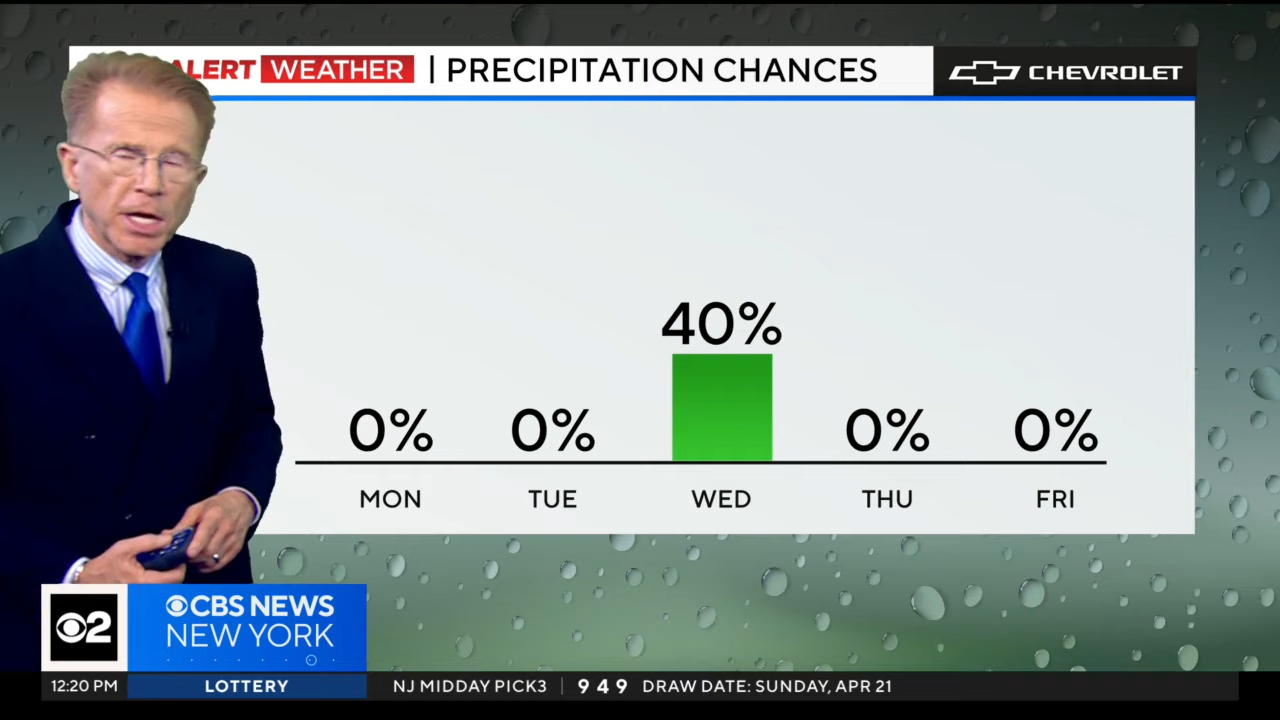 ALERT WEATHER | PRECIPITATION CHANCES
CHEVROLET
40%
0% 0% 0% 0%
MON TUE WED THU FRI
2
CBS NEWS
NEW YORK
12:20 PM LOTTERY NJ MIDDAY PICK3 | 9 4 9 DRAW DATE: SUNDAY, APR 21